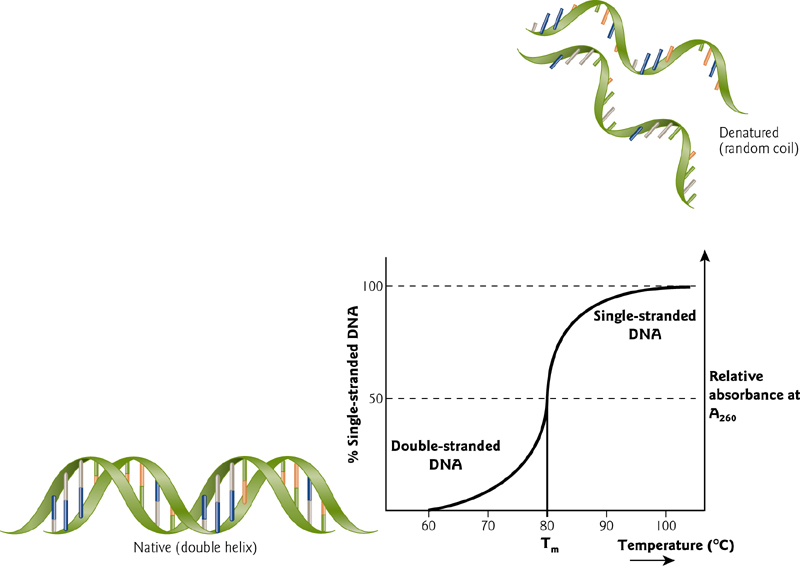 Denatured
(random coil)
100
50
% Single-stranded DNA
Single-stranded
DNA
Double-stranded
DNA
Relative
absorbance at
A₂₆₀
60 70 80 90 100
Tₘ
Temperature (°C)
Native (double helix)